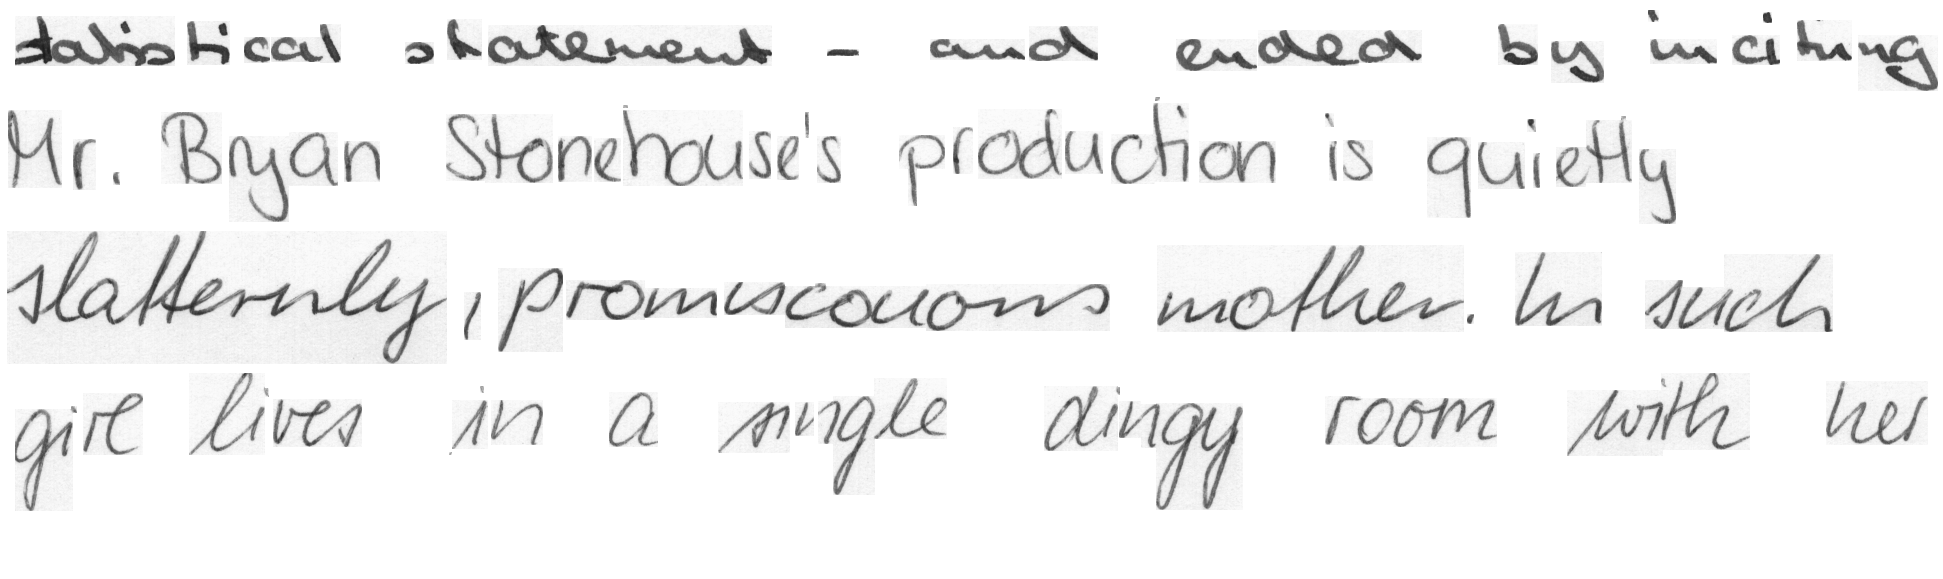 statistical statement - and ended by inciting
Mr. Bryan Stonehouse's production is quietly
slatternly, promiscouous mother. In such
girl lives in a single dingy room with her